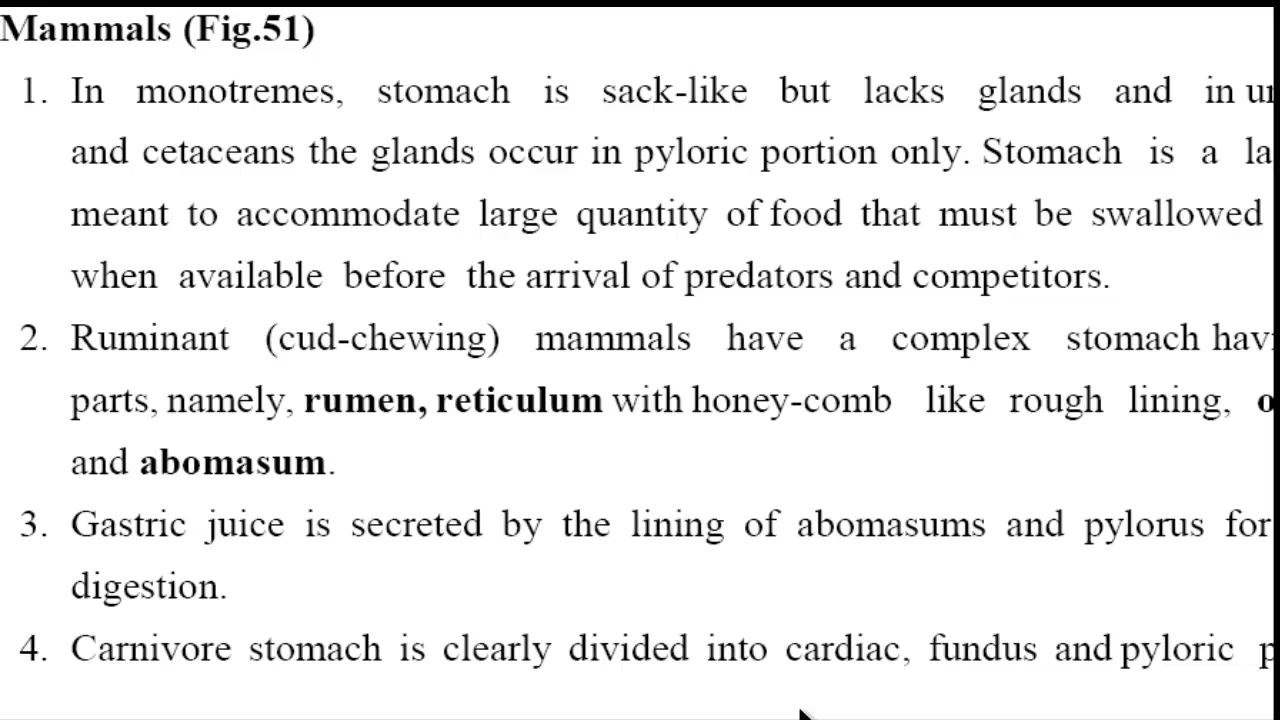 Mammals (Fig.51)
1. In monotremes, stomach is sack-like but lacks glands and in
and cetaceans the glands occur in pyloric portion only. Stomach is a
meant to accommodate large quantity of food that must be swallowed
when available before the arrival of predators and competitors.
2. Ruminant (cud-chewing) mammals have a complex stomach
parts, namely, rumen, reticulum with honey-comb like rough lining,
and abomasum.
3. Gastric juice is secreted by the lining of abomasums and pylorus for
digestion.
4. Carnivore stomach is clearly divided into cardiac, fundus and pyloric